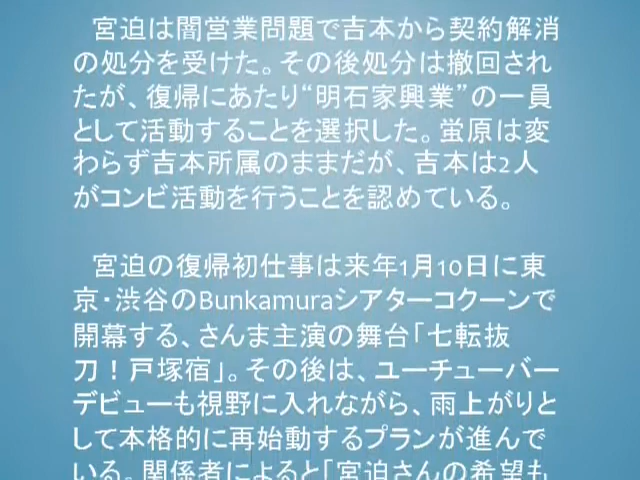 宮迫は闇営業問題で吉本から契約解消
の処分を受けた。その後処分は撤回され
たが、復帰にあたり“明石家興業”の一員
として活動することを選択した。蛍原は変
わらず吉本所属のままだが、吉本は2人
がコンビ活動を行うことを認めている。
宮迫の復帰初仕事は来年1月10日に東
京・渋谷のBunkamuraシアターコクーンで
開幕する、さんま主演の舞台「七転抜
刀！戸塚宿」。その後は、ユーチューバー
デビューも視野に入れながら、雨上がりと
して本格的に再始動するプランが進んで
いる。関係者によると「宮迫さんの希望も